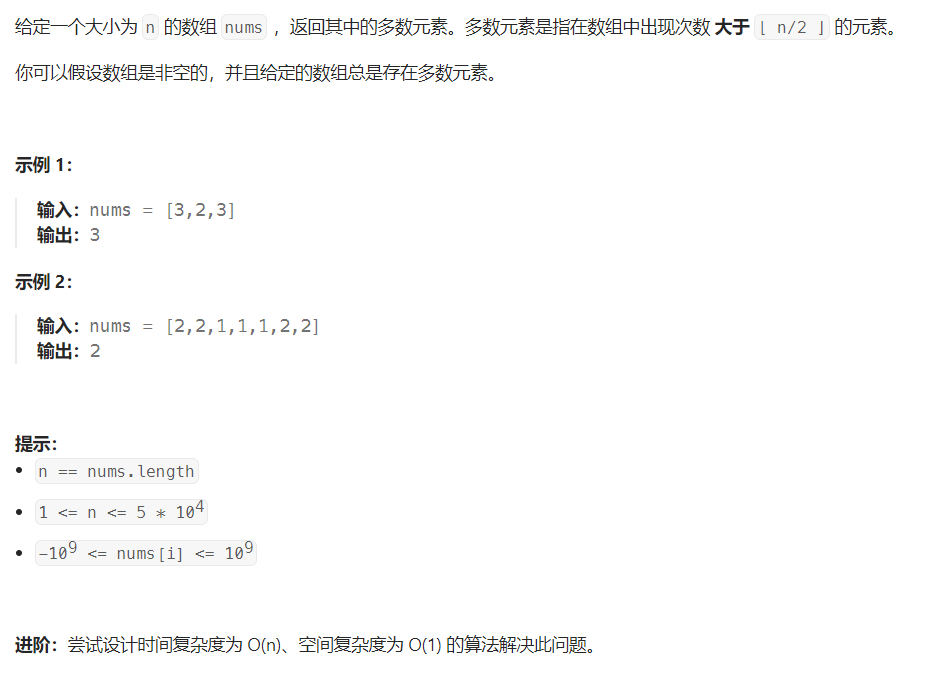 给定一个大小为 n 的数组 nums ，返回其中的多数元素。多数元素是指在数组中出现次数 大于 ⌊ n/2 ⌋ 的元素。
你可以假设数组是非空的，并且给定的数组总是存在多数元素。
示例 1：
输入：nums = [3,2,3]
输出：3
示例 2：
输入：nums = [2,2,1,1,1,2,2]
输出：2
提示：
• n == nums.length
• 1 <= n <= 5 * 10⁴
• -10⁹ <= nums[i] <= 10⁹
进阶：尝试设计时间复杂度为 O(n)、空间复杂度为 O(1) 的算法解决此问题。